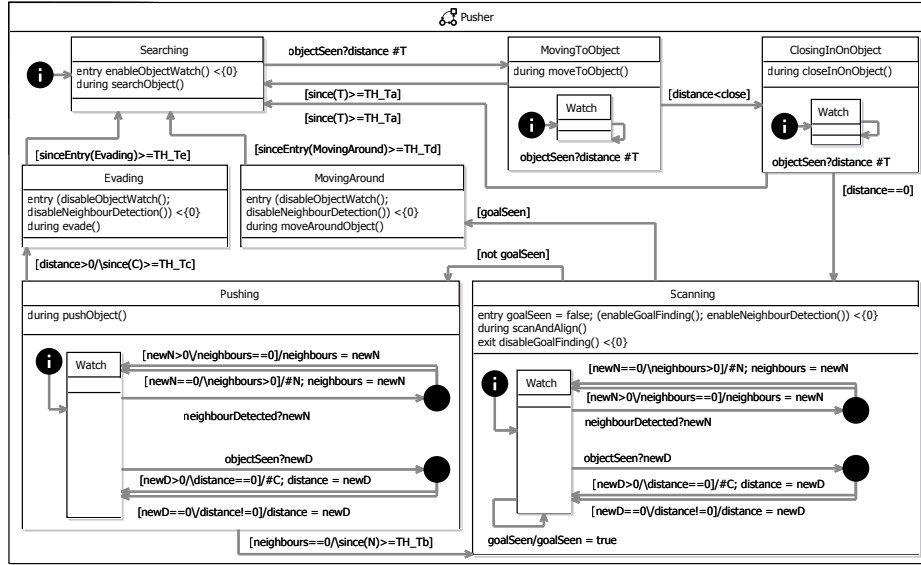 Pusher
Searching
entry enableObjectWatch() <{0}
during searchObject()
objectSeen?distance #T
[since(T)>=TH_Ta]
[since(T)>=TH_Ta]
MovingToObject
during moveToObject()
Watch
objectSeen?distance #T
[distance<close]
ClosingInOnObject
during closeInOnObject()
Watch
objectSeen?distance #T
[distance==0]
[sinceEntry(Evading)>=TH_Te]
[sinceEntry(MovingAround)>=TH_Td]
Evading
entry (disableObjectWatch();
disableNeighbourDetection()) <{0}
during evade()
MovingAround
entry (disableObjectWatch();
disableNeighbourDetection()) <{0}
during moveAroundObject()
[goalSeen]
[not goalSeen]
[distance>0/\since(C)>=TH_Tc]
Pushing
during pushObject()
Watch
[newN>0\/neighbours==0]/neighbours = newN
[newN==0/\neighbours>0]/#N; neighbours = newN
neighbourDetected?newN
objectSeen?newD
[newD>0/\distance==0]/#C; distance = newD
[newD==0\/distance!=0]/distance = newD
[neighbours==0/\since(N)>=TH_Tb]
Scanning
entry goalSeen = false; (enableGoalFinding(); enableNeighbourDetection()) <{0}
during scanAndAlign()
exit disableGoalFinding() <{0}
Watch
[newN==0/\neighbours>0]/#N; neighbours = newN
[newN>0\/neighbours==0]/neighbours = newN
neighbourDetected?newN
objectSeen?newD
[newD>0/\distance==0]/#C; distance = newD
[newD==0\/distance!=0]/distance = newD
goalSeen/goalSeen = true